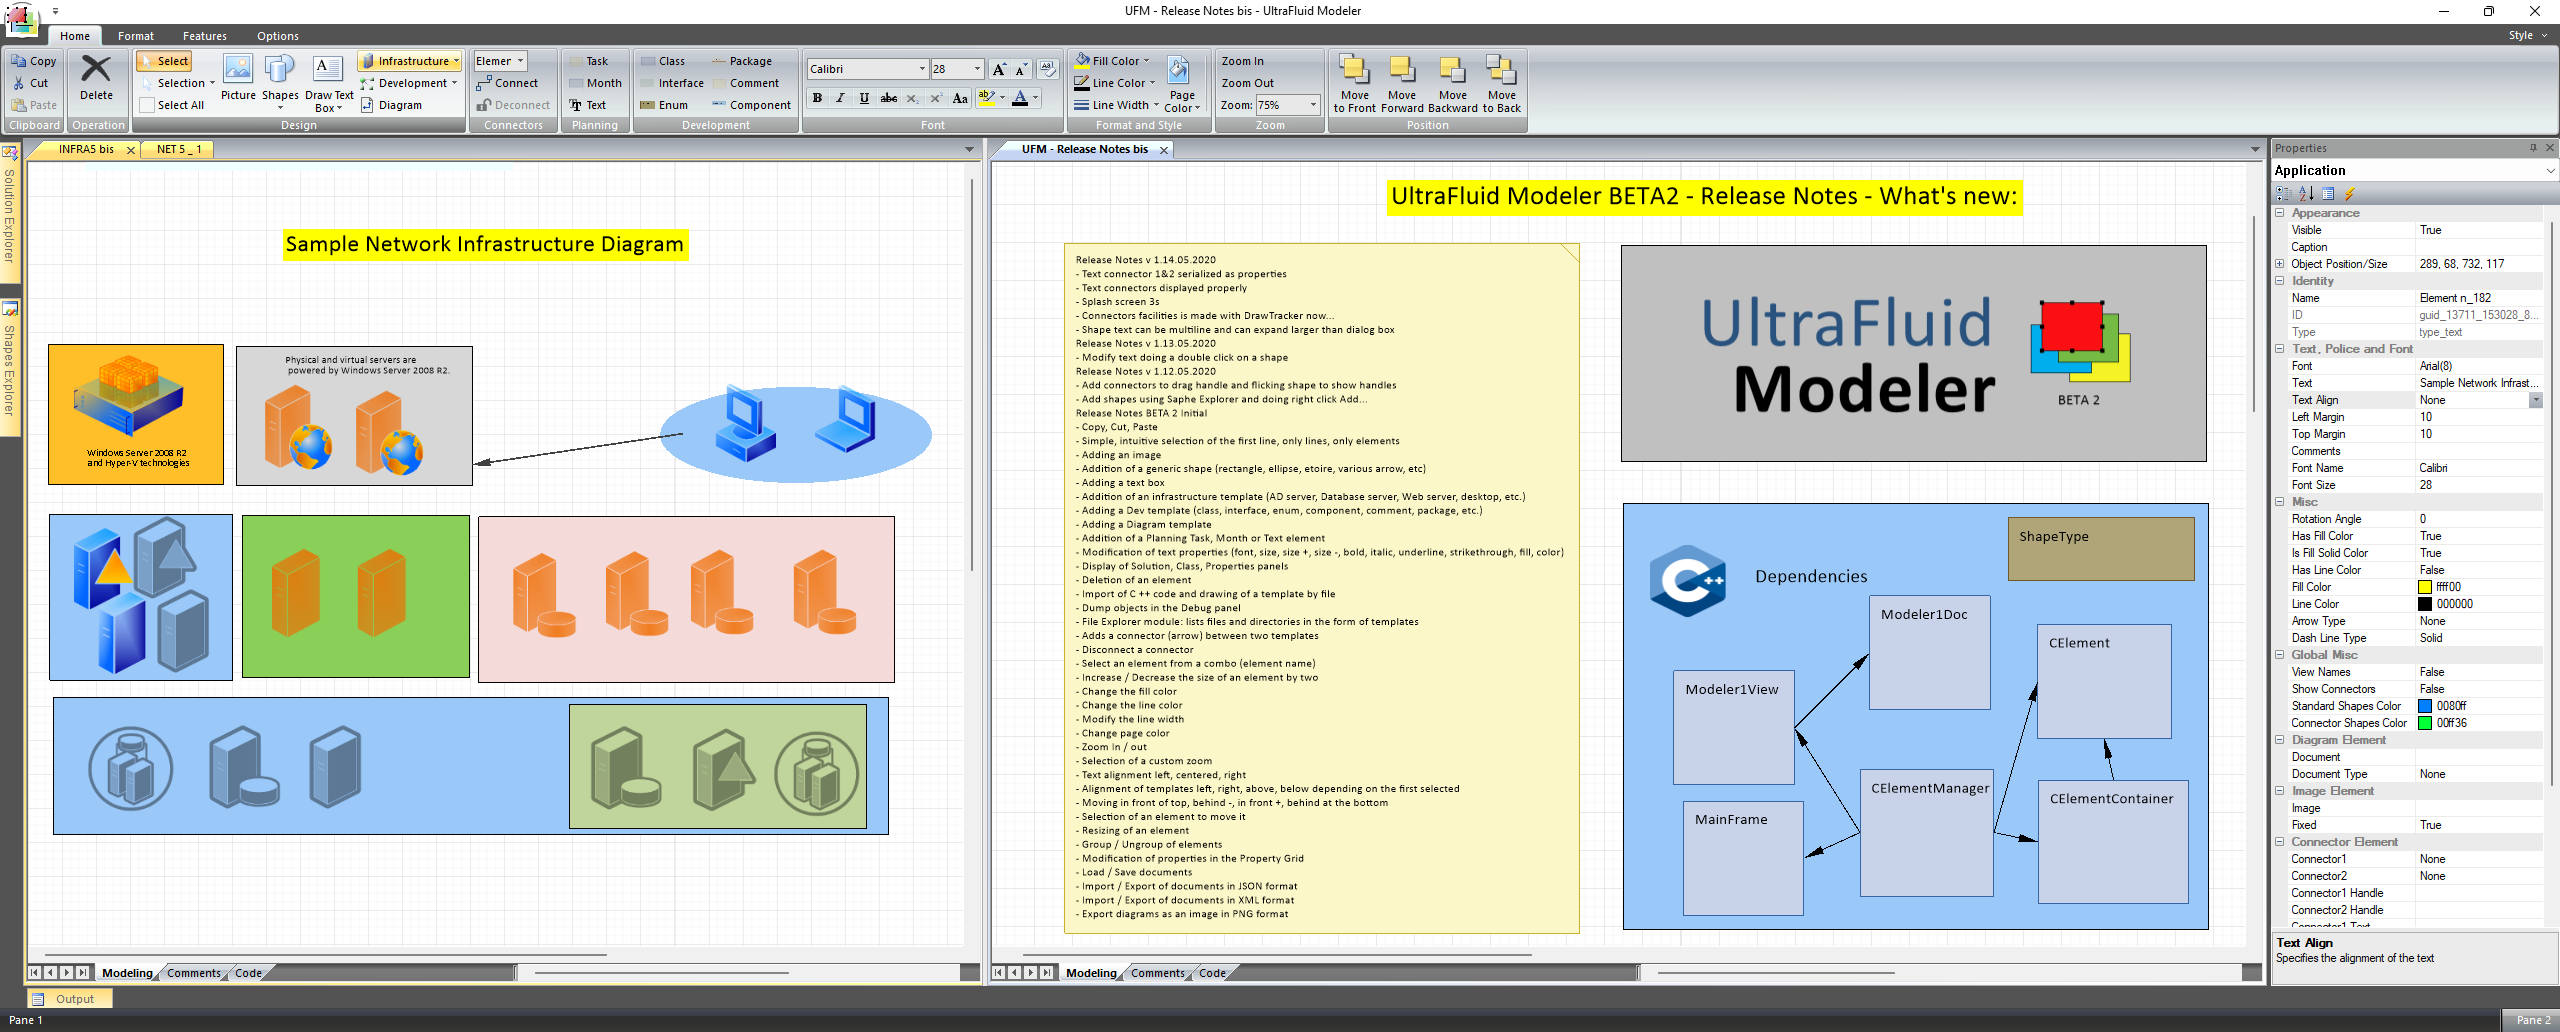 UFM - Release Notes bis - UltraFluid Modeler
Home
Format
Features
Options
Style
Copy
Cut
Paste
Clipboard
Delete
Operation
Select
Selection
Select All
Picture
Shapes
Draw Text
Box
Infrastructure
Development
Diagram
Design
Elemer
Connect
Disconnect
Connectors
Task
Month
Text
Planning
Class
Interface
Enum
Package
Comment
Component
Development
Calibri
28
B I U abc X₂ X² Aa
Font
Fill Color
Line Color
Line Width
Page
Color
Format and Style
Zoom In
Zoom Out
Zoom: 75%
Zoom
Move
to Front
Move
Forward
Move
Backward
Move
to Back
Position
Solution Explorer
Shapes Explorer
INFRA5 bis
NET 5 _ 1
Sample Network Infrastructure Diagram
Windows Server 2008 R2
and Hyper-V technologies
Physical and virtual servers are
powered by Windows Server 2008 R2.
Modeling
Comments
Code
UFM - Release Notes bis
UltraFluid Modeler BETA2 - Release Notes - What's new:
Release Notes v 1.14.05.2020
- Text connector 1&2 serialized as properties
- Text connectors displayed properly
- Splash screen 3s
- Connectors facilities is made with DrawTracker now...
- Shape text can be multiline and can expand larger than dialog box
Release Notes v 1.13.05.2020
- Modify text doing a double click on a shape
Release Notes v 1.12.05.2020
- Add connectors to drag handle and flicking shape to show handles
- Add shapes using Saphe Explorer and doing right click Add...
Release Notes BETA 2 Initial
- Copy, Cut, Paste
- Simple, intuitive selection of the first line, only lines, only elements
- Adding an image
- Addition of a generic shape (rectangle, ellipse, etoire, various arrow, etc)
- Adding a text box
- Addition of an infrastructure template (AD server, Database server, Web server, desktop, etc.)
- Adding a Dev template (class, interface, enum, component, comment, package, etc.)
- Adding a Diagram template
- Addition of a Planning Task, Month or Text element
- Modification of text properties (font, size, size +, size -, bold, italic, underline, strikethrough, fill, color)
- Display of Solution, Class, Properties panels
- Deletion of an element
- Import of C ++ code and drawing of a template by file
- Dump objects in the Debug panel
- File Explorer module: lists files and directories in the form of templates
- Adds a connector (arrow) between two templates
- Disconnect a connector
- Select an element from a combo (element name)
- Increase / Decrease the size of an element by two
- Change the fill color
- Change the line color
- Modify the line width
- Change page color
- Zoom In / out
- Selection of a custom zoom
- Text alignment left, centered, right
- Alignment of templates left, right, above, below depending on the first selected
- Moving in front of top, behind -, in front +, behind at the bottom
- Selection of an element to move it
- Resizing of an element
- Group / Ungroup of elements
- Modification of properties in the Property Grid
- Load / Save documents
- Import / Export of documents in JSON format
- Import / Export of documents in XML format
- Export diagrams as an image in PNG format
UltraFluid
Modeler
BETA 2
C++
Dependencies
ShapeType
Modeler1Doc
CElement
Modeler1View
CElementManager
CElementContainer
MainFrame
Modeling
Comments
Code
Properties
Application
Appearance
Visible True
Caption
Object Position/Size 289, 68, 732, 117
Identity
Name Element n_182
ID guid_13711_153028_8...
Type type_text
Text, Police and Font
Font Arial(8)
Text Sample Network Infrast...
Text Align None
Left Margin 10
Top Margin 10
Comments
Font Name Calibri
Font Size 28
Misc
Rotation Angle 0
Has Fill Color True
Is Fill Solid Color True
Has Line Color False
Fill Color ffff00
Line Color 000000
Arrow Type None
Dash Line Type Solid
Global Misc
View Names False
Show Connectors False
Standard Shapes Color 0080ff
Connector Shapes Color 00ff36
Diagram Element
Document
Document Type None
Image Element
Image
Fixed True
Connector Element
Connector1 None
Connector2 None
Connector1 Handle
Connector2 Handle
Connector1 Text
Text Align
Specifies the alignment of the text
Output
Pane 1
Pane 2